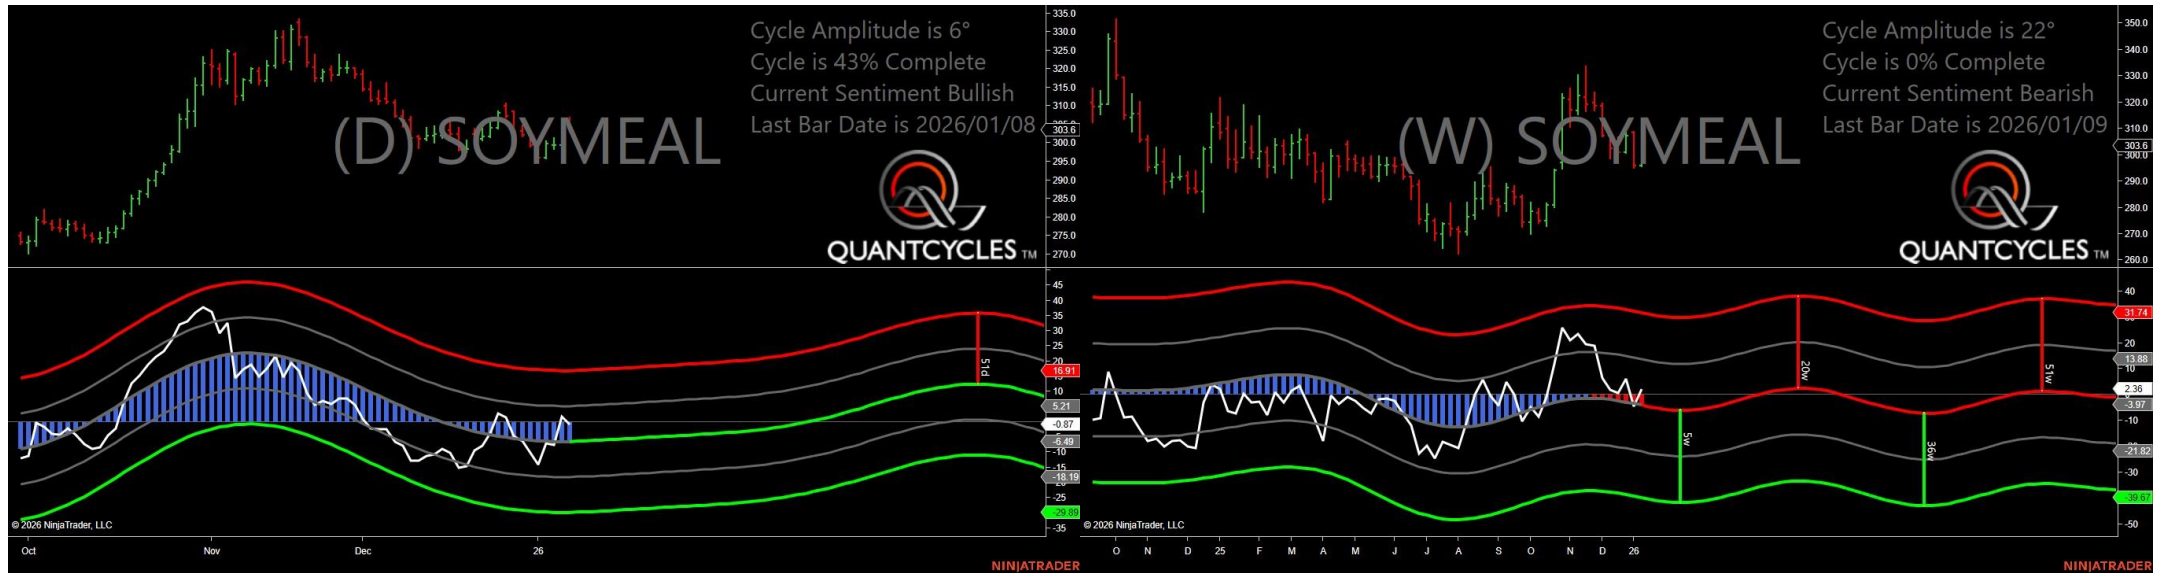 Cycle Amplitude is 6°
Cycle is 43% Complete
Current Sentiment Bullish
Last Bar Date is 2026/01/08
(D) SOYMEAL
QUANTCYCLES TM
335.0
330.0
325.0
320.0
315.0
310.0
305.0
303.6
300.0
295.0
290.0
285.0
280.0
275.0
270.0
45
40
35
30
25
20
16.91
10
5.21
-0.87
-6.49
-10
-15
-18.19
-25
-29.89
-35
51d
© 2026 NinjaTrader, LLC
Oct Nov Dec 26
NINJATRADER
Cycle Amplitude is 22°
Cycle is 0% Complete
Current Sentiment Bearish
Last Bar Date is 2026/01/09
(W) SOYMEAL
QUANTCYCLES TM
350.0
340.0
330.0
320.0
310.0
303.6
300.0
290.0
280.0
270.0
260.0
40
31.74
20
13.88
10
2.36
-3.97
-10
-21.82
-30
-39.67
-50
5w
20w
36w
51w
© 2026 NinjaTrader, LLC
O N D 25 F M A M J J A S O N D 26
NINJATRADER